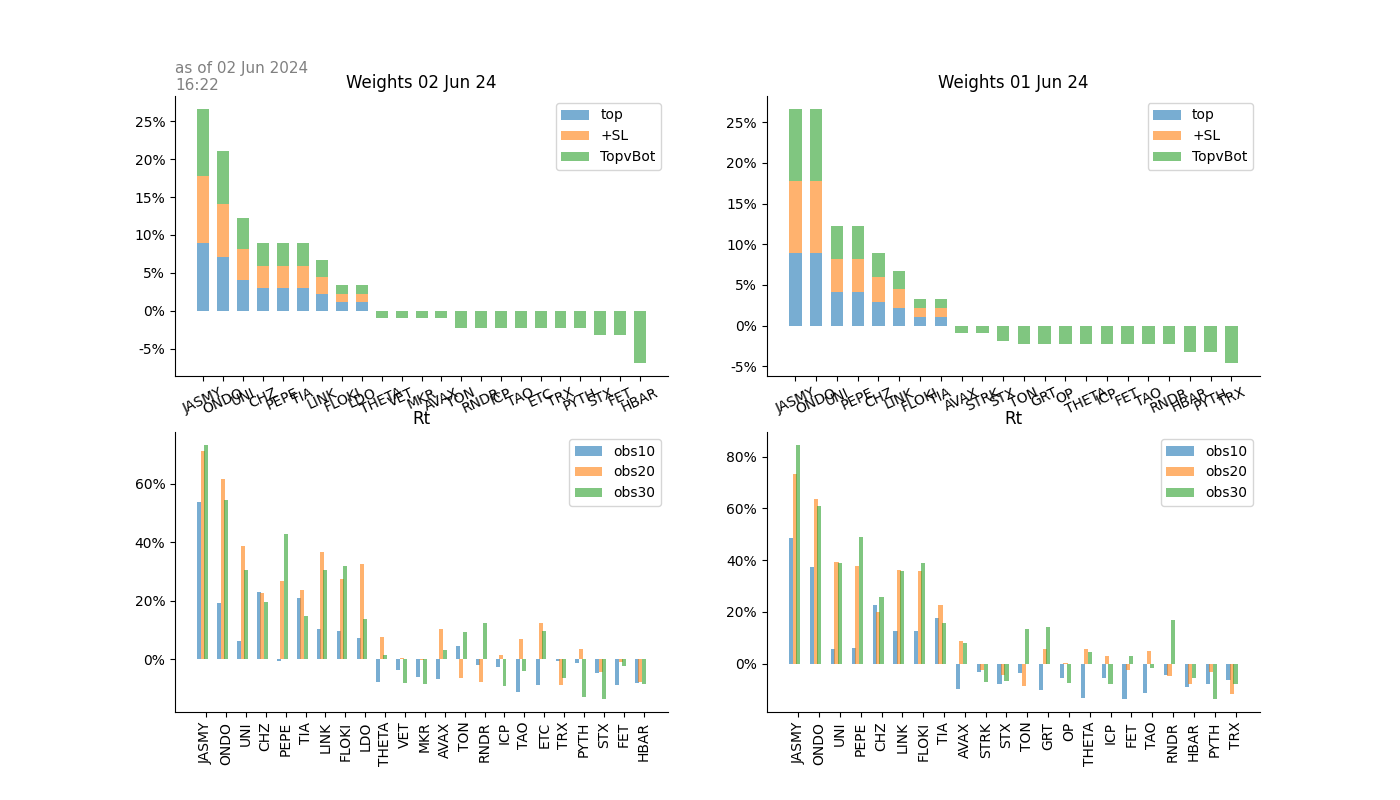 as of 02 Jun 2024
16:22
Weights 02 Jun 24
25%
20%
15%
10%
5%
0%
-5%
top
+SL
TopvBot
JASMY ONDO UNI CHZ PEPE TIA LINK FLOKI LDO THETA VET MKR AVAX TON RNDR ICP TAO ETC TRX PYTH STX FET HBAR
Weights 01 Jun 24
25%
20%
15%
10%
5%
0%
-5%
top
+SL
TopvBot
JASMY ONDO UNI PEPE CHZ LINK FLOKI TIA AVAX STRK STX TON GRT OP THETA ICP FET TAO RNDR HBAR PYTH TRX
Rt
60%
40%
20%
0%
obs10
obs20
obs30
JASMY ONDO UNI CHZ PEPE TIA LINK FLOKI LDO THETA VET MKR AVAX TON RNDR ICP TAO ETC TRX PYTH STX FET HBAR
Rt
80%
60%
40%
20%
0%
obs10
obs20
obs30
JASMY ONDO UNI PEPE CHZ LINK FLOKI TIA AVAX STRK STX TON GRT OP THETA ICP FET TAO RNDR HBAR PYTH TRX